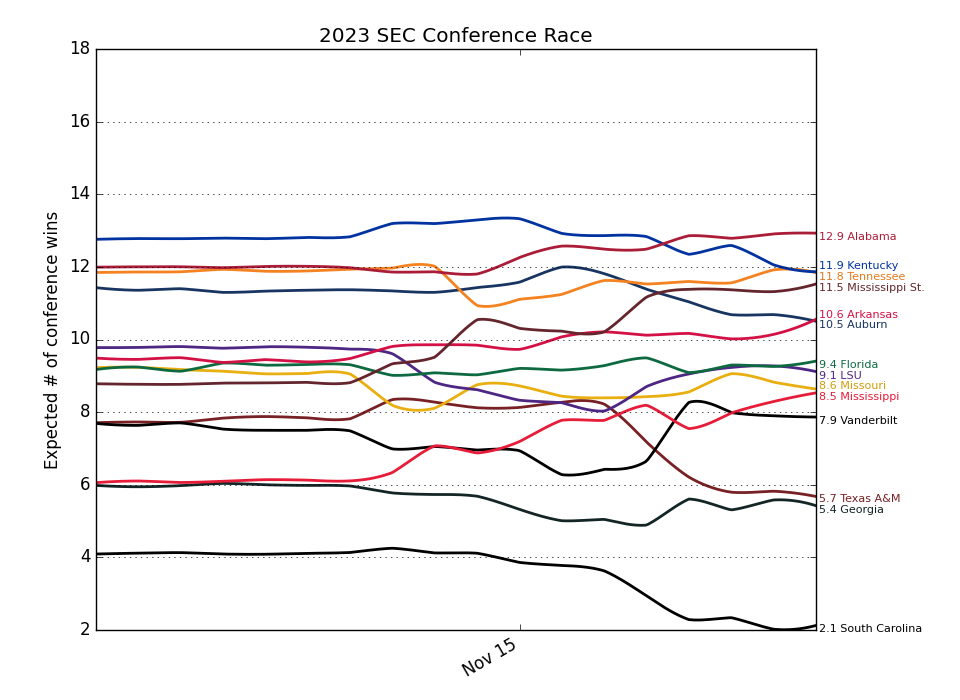 2023 SEC Conference Race
Expected # of conference wins
18
16
14
12
10
8
6
4
2
Nov 15
12.9 Alabama
11.9 Kentucky
11.8 Tennessee
11.5 Mississippi St.
10.6 Arkansas
10.5 Auburn
9.4 Florida
9.1 LSU
8.6 Missouri
8.5 Mississippi
7.9 Vanderbilt
5.7 Texas A&M
5.4 Georgia
2.1 South Carolina